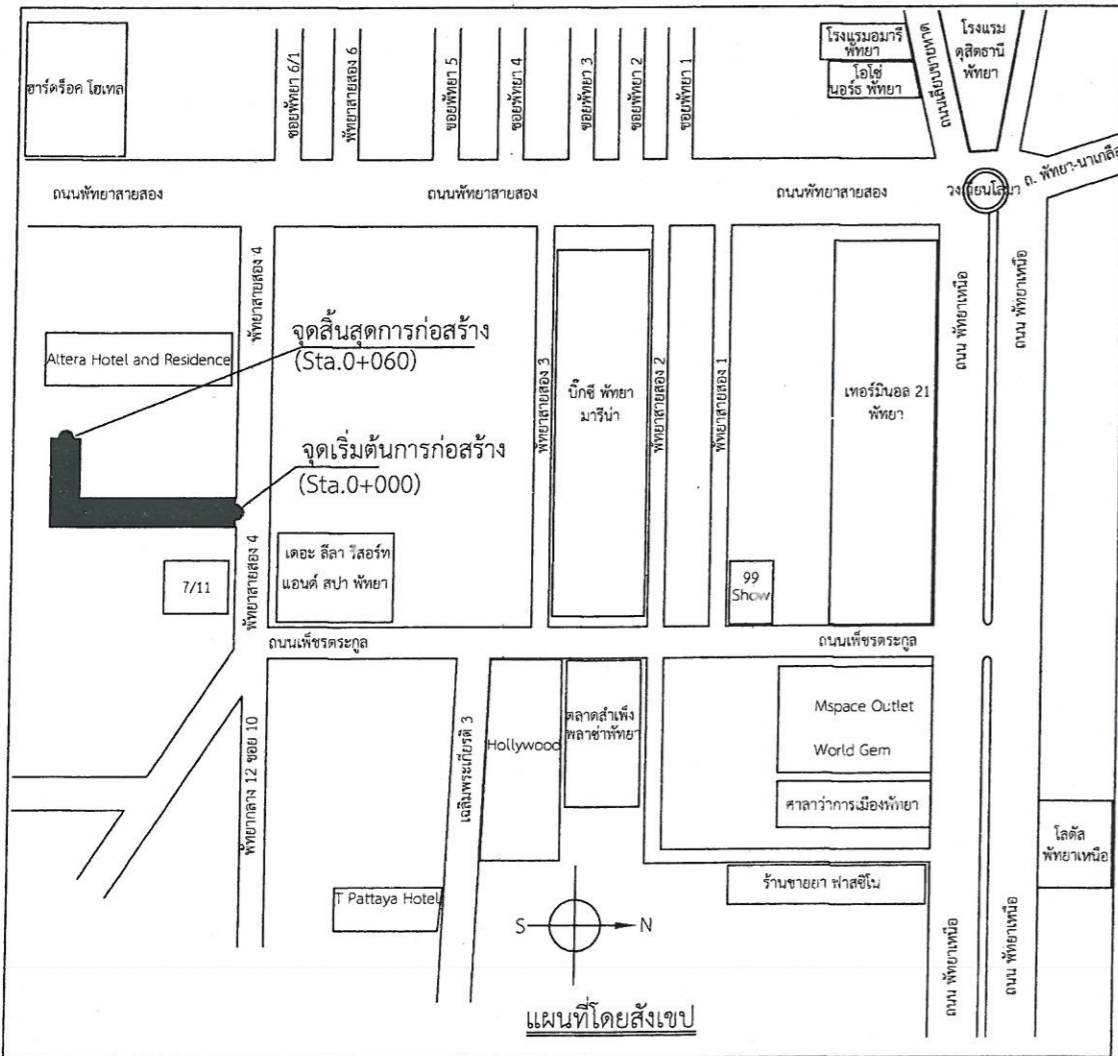 ฮาร์ดร็อค โฮเทล
ซอยพัทยา 6/1
พัทยาสายสอง 6
ซอยพัทยา 5
ซอยพัทยา 4
ซอยพัทยา 3
ซอยพัทยา 2
ซอยพัทยา 1
โรงแรมอมารี
พัทยา
โอโซ่
นอร์ธ พัทยา
โรงแรม
ดุสิตธานี
พัทยา
ถนนพัทยาสายสอง
ถนนพัทยาสายสอง
ถนนพัทยาสายสอง
วงเวียนโลมา
ถ. พัทยา-นาเกลือ
พัทยาสายสอง 4
Altera Hotel and Residence
จุดสิ้นสุดการก่อสร้าง
(Sta.0+060)
จุดเริ่มต้นการก่อสร้าง
(Sta.0+000)
พัทยาสายสอง 3
บิ๊กซี พัทยา
มารีน่า
พัทยาสายสอง 2
พัทยาสายสอง 1
เทอร์มินอล 21
พัทยา
ถนน พัทยาเหนือ
ถนน พัทยาเหนือ
7/11
พัทยาสายสอง 4
เดอะ ลีลา รีสอร์ท
แอนด์ สปา พัทยา
99
Show
ถนนเพ็ชรตระกูล
ถนนเพ็ชรตระกูล
พัทยากลาง 12 ซอย 10
เฉลิมพระเกียรติ 3
Hollywood
ตลาดสำเพ็ง
พลาซ่าพัทยา
Mspace Outlet
World Gem
ศาลาว่าการเมืองพัทยา
โลตัส
พัทยาเหนือ
ร้านขายยา ฟาสซิโน
T Pattaya Hotel
S
N
ถนน พัทยาเหนือ
ถนน พัทยาเหนือ
แผนที่โดยสังเขป